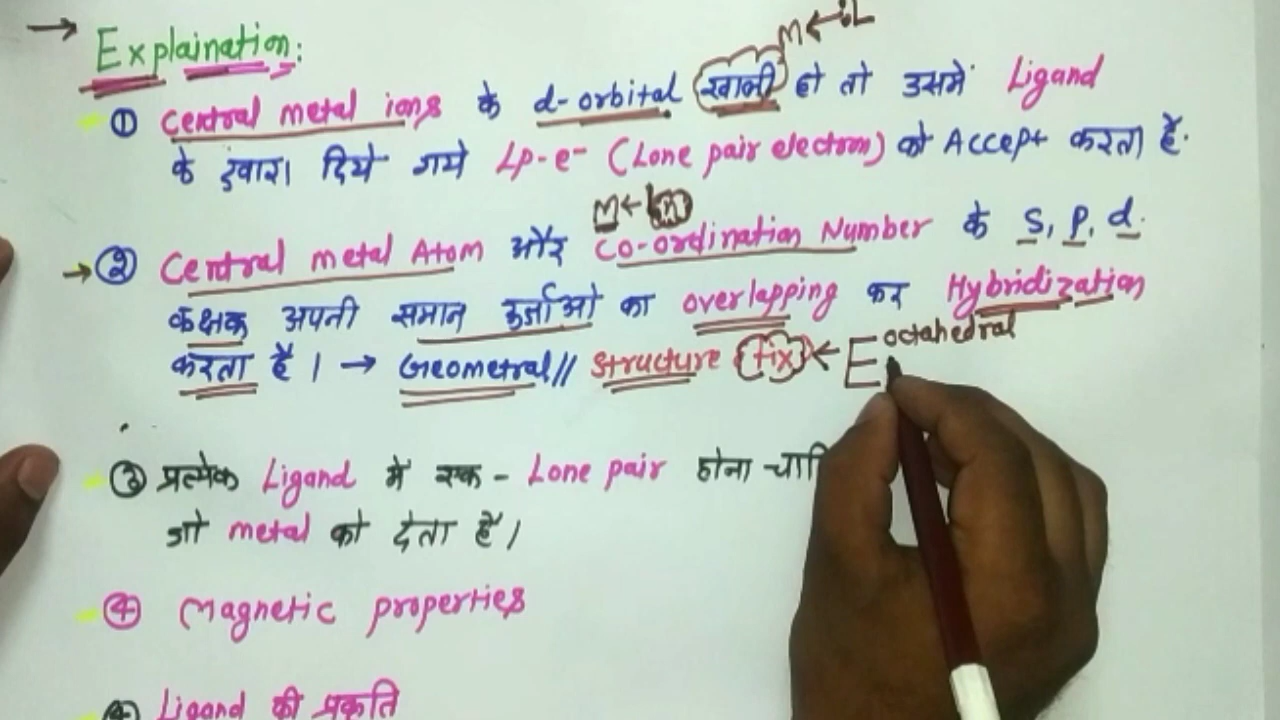 M ← :L
→ Explaination:
① Central metal ions के d-orbital खाली हो तो उसमें Ligand
के द्वारा दिये गये Lp-e- (Lone pair electron) को Accept करता है.
M ←
→ ② Central metal Atom और Co-ordination Number के S, P, d.
कक्षक अपनी समान ऊर्जाओ का overlapping कर Hybridization
octahedral
करता है । → Geometral// Structure fix ← E
③ प्रत्येक Ligand में एक - Lone pair होना
जो metal को देता है ।
④ Magnetic properties
Ligand की प्रकृति